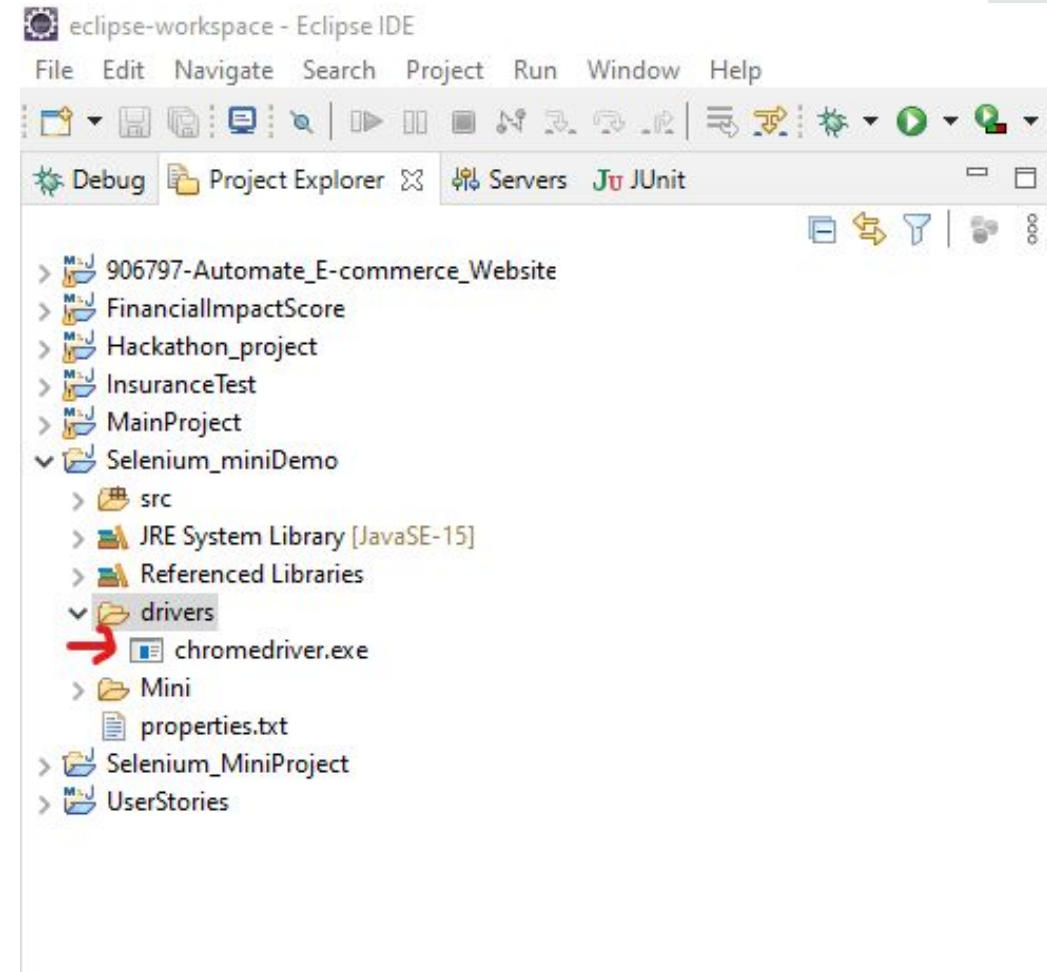 eclipse-workspace - Eclipse IDE
File Edit Navigate Search Project Run Window Help
Debug Project Explorer Servers Ju JUnit
906797-Automate_E-commerce_Website
FinancialImpactScore
Hackathon_project
InsuranceTest
MainProject
Selenium_miniDemo
src
JRE System Library [JavaSE-15]
Referenced Libraries
drivers
chromedriver.exe
Mini
properties.txt
Selenium_MiniProject
UserStories